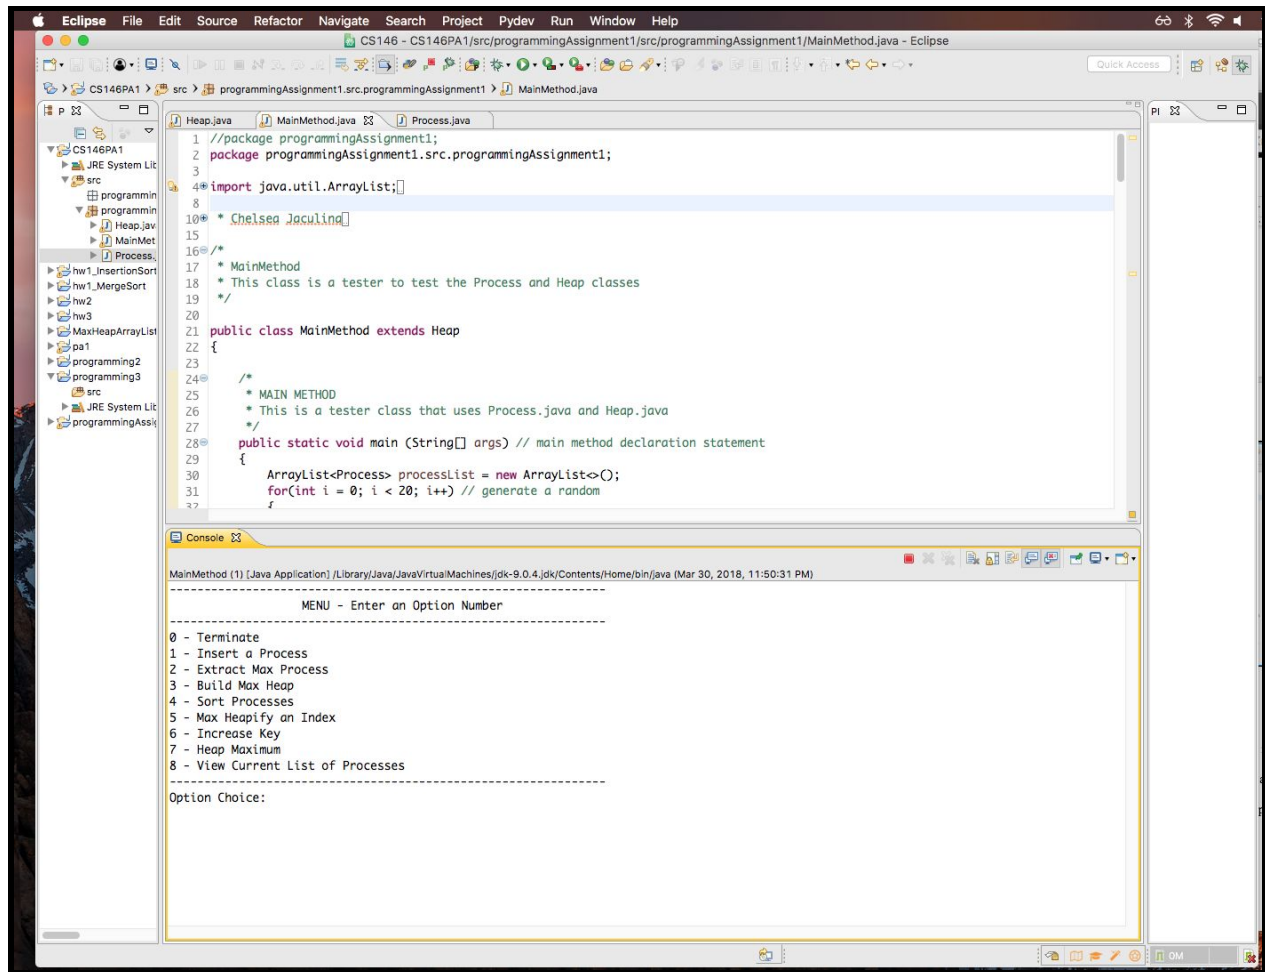 Eclipse File Edit Source Refactor Navigate Search Project Pydev Run Window Help
CS146 - CS146PA1/src/programmingAssignment1/src/programmingAssignment1/MainMethod.java - Eclipse
Quick Access
CS146PA1 src programmingAssignment1.src.programmingAssignment1 MainMethod.java
P
CS146PA1
JRE System Lib
src
programmin
programmin
Heap.jav
MainMet
Process.
hw1_InsertionSort
hw1_MergeSort
hw2
hw3
MaxHeapArrayList
pa1
programming2
programming3
src
JRE System Lib
programmingAssig
Heap.java MainMethod.java Process.java
1 //package programmingAssignment1;
2 package programmingAssignment1.src.programmingAssignment1;
3
4 import java.util.ArrayList;
8
10 * Chelsea Jaculina
15
16 /*
17 * MainMethod
18 * This class is a tester to test the Process and Heap classes
19 */
20
21 public class MainMethod extends Heap
22 {
23
24 /*
25 * MAIN METHOD
26 * This is a tester class that uses Process.java and Heap.java
27 */
28 public static void main (String[] args) // main method declaration statement
29 {
30 ArrayList<Process> processList = new ArrayList<>();
31 for(int i = 0; i < 20; i++) // generate a random
32 {
Pl
Console
MainMethod (1) [Java Application] /Library/Java/JavaVirtualMachines/jdk-9.0.4.jdk/Contents/Home/bin/java (Mar 30, 2018, 11:50:31 PM)
---------------------------------------------------------------
MENU - Enter an Option Number
---------------------------------------------------------------
0 - Terminate
1 - Insert a Process
2 - Extract Max Process
3 - Build Max Heap
4 - Sort Processes
5 - Max Heapify an Index
6 - Increase Key
7 - Heap Maximum
8 - View Current List of Processes
---------------------------------------------------------------
Option Choice:
0M